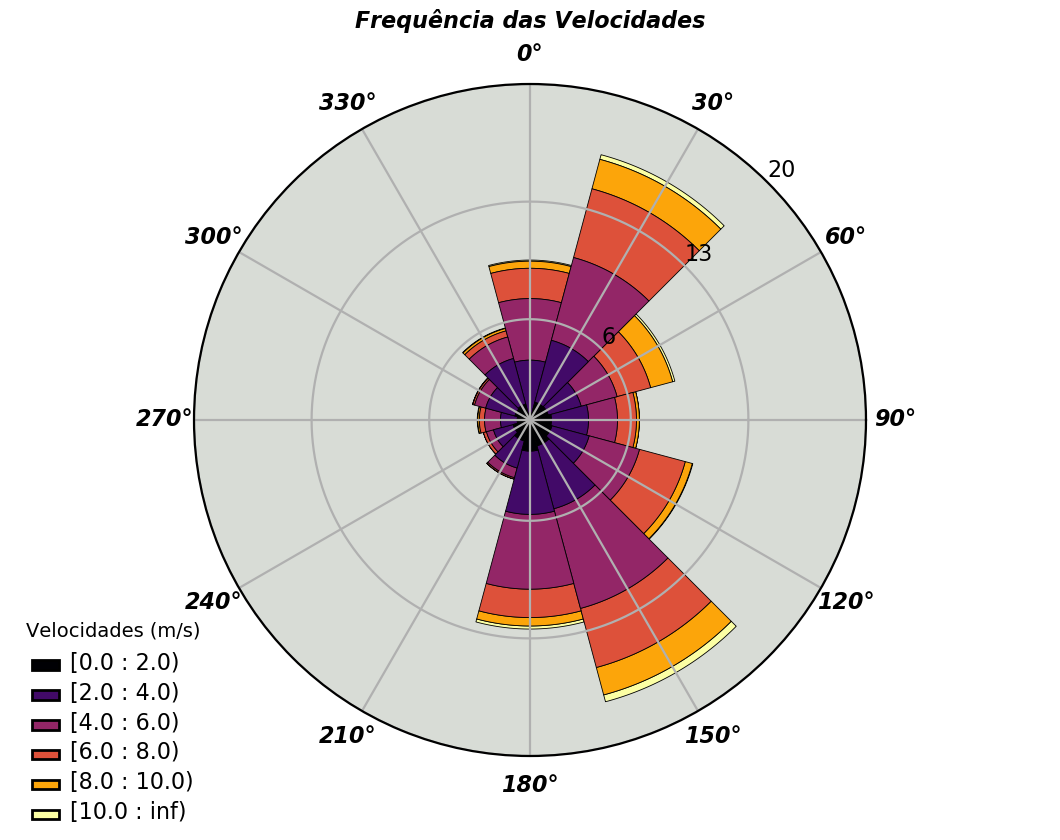 Frequência das Velocidades
0°
330°
30°
20
300°
60°
13
6
270°
90°
240°
120°
210°
150°
180°
Velocidades (m/s)
[0.0 : 2.0)
[2.0 : 4.0)
[4.0 : 6.0)
[6.0 : 8.0)
[8.0 : 10.0)
[10.0 : inf)